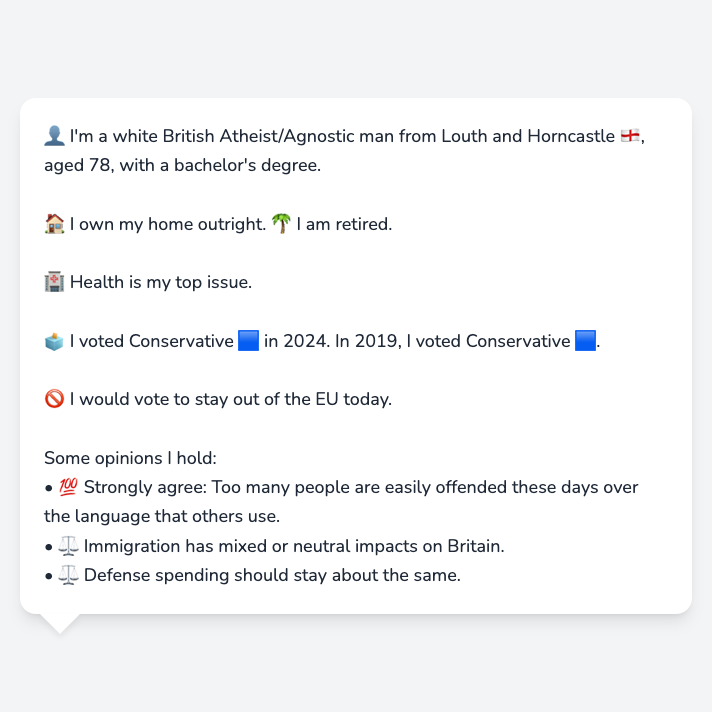 👤 I'm a white British Atheist/Agnostic man from Louth and Horncastle 🏴󠁧󠁢󠁥󠁮󠁧󠁿,
aged 78, with a bachelor's degree.
🏠 I own my home outright. 🌴 I am retired.
🏥 Health is my top issue.
🗳️ I voted Conservative 🟦 in 2024. In 2019, I voted Conservative 🟦.
🚫 I would vote to stay out of the EU today.
Some opinions I hold:
• 💯 Strongly agree: Too many people are easily offended these days over
the language that others use.
• ⚖️ Immigration has mixed or neutral impacts on Britain.
• ⚖️ Defense spending should stay about the same.